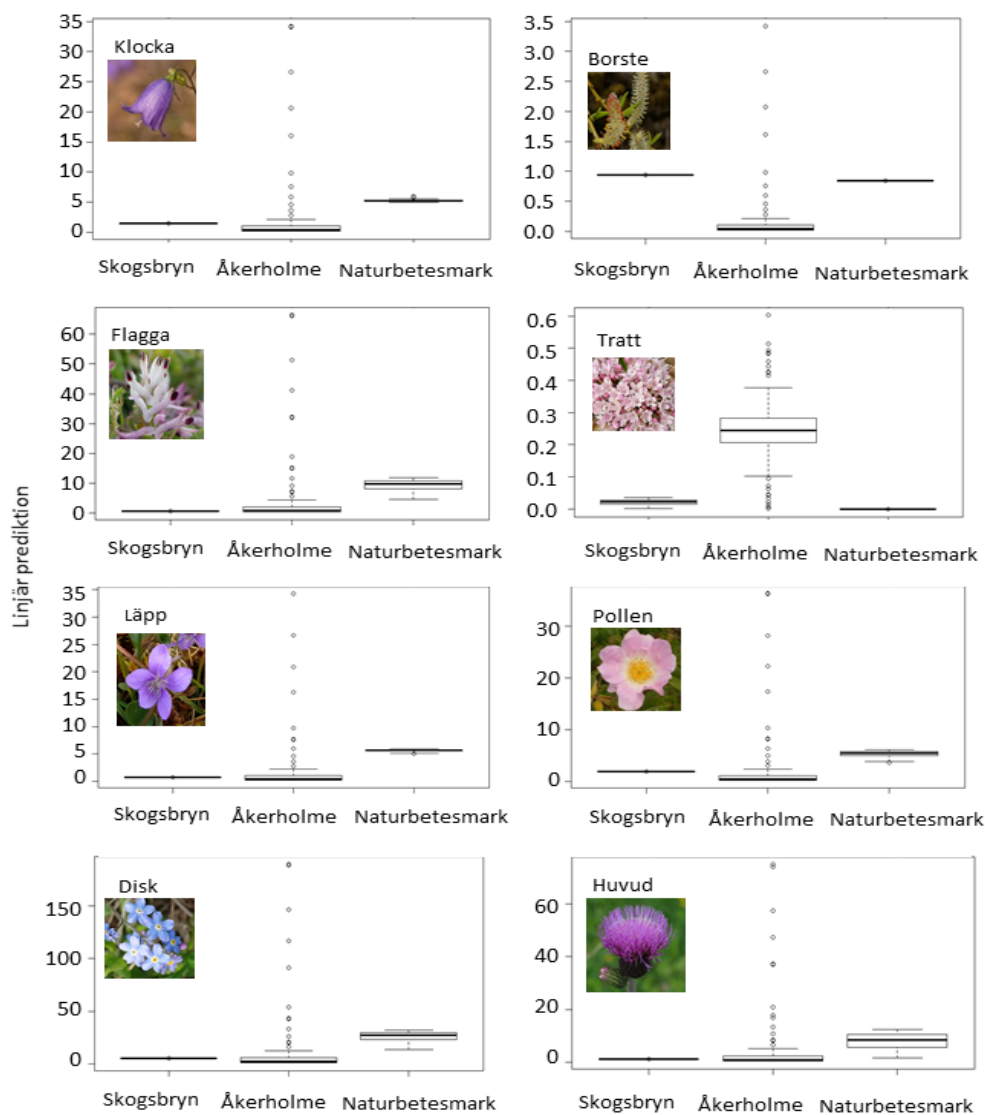 Linjär prediktion
Klocka
35
30
25
20
15
10
5
0
Skogsbryn Åkerholme Naturbetesmark
Borste
3.5
3.0
2.5
2.0
1.5
1.0
0.5
0.0
Skogsbryn Åkerholme Naturbetesmark
Flagga
60
50
40
30
20
10
0
Skogsbryn Åkerholme Naturbetesmark
Tratt
0.6
0.5
0.4
0.3
0.2
0.1
0.0
Skogsbryn Åkerholme Naturbetesmark
Läpp
35
30
25
20
15
10
5
0
Skogsbryn Åkerholme Naturbetesmark
Pollen
30
20
10
0
Skogsbryn Åkerholme Naturbetesmark
Disk
150
100
50
0
Skogsbryn Åkerholme Naturbetesmark
Huvud
60
40
20
0
Skogsbryn Åkerholme Naturbetesmark